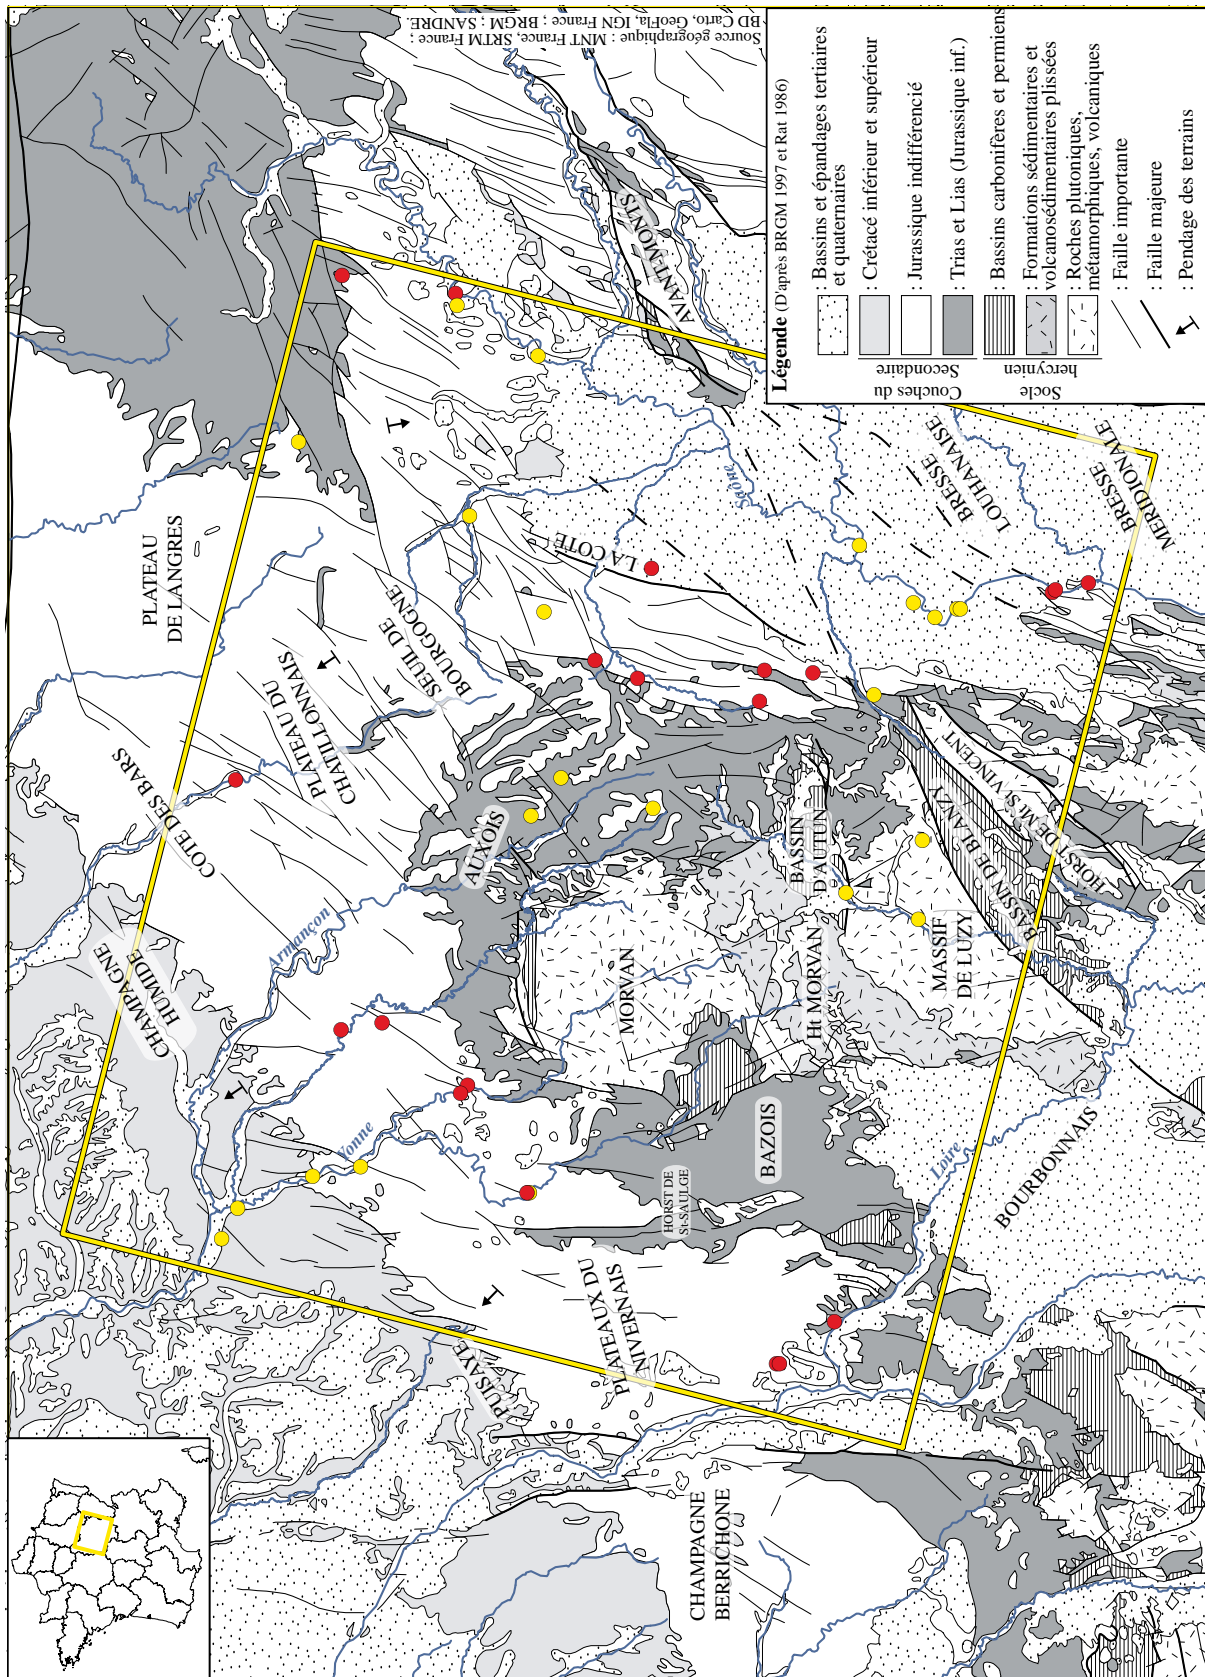 CHAMPAGNE
HUMIDE
COTE DES BARS
PLATEAU
DE LANGRES
PLATEAU DU
CHATILLONNAIS
SEUIL DE
BOURGOGNE
Armançon
AUXOIS
LA COTE
AVANT-MONTS
Saône
BRESSE
LOUHANAISE
BRESSE
MERIDIONALE
Yonne
PUISAYE
PLATEAUX DU
NIVERNAIS
HORST DE
St-SAULGE
BAZOIS
MORVAN
Ht MORVAN
BASSIN
D'AUTUN
MASSIF
DE LUZY
BASSIN DE BLANZY
HORST DE Mt St VINCENT
Loire
BOURBONNAIS
CHAMPAGNE
BERRICHONE
Légende (D'après BRGM 1997 et Rat 1986)
: Bassins et épandages tertiaires
et quaternaires
Couches du
Secondaire
: Crétacé inférieur et supérieur
: Jurassique indifférencié
: Trias et Lias (Jurassique inf.)
Socle
hercynien
: Bassins carbonifères et permiens
: Formations sédimentaires et
volcanosédimentaires plissées
: Roches plutoniques,
métamorphiques, volcaniques
: Faille importante
: Faille majeure
: Pendage des terrains
Source géographique : MNT France, SRTM France ;
BD Carto, GeoFla, IGN France ; BRGM ; SANDRE.